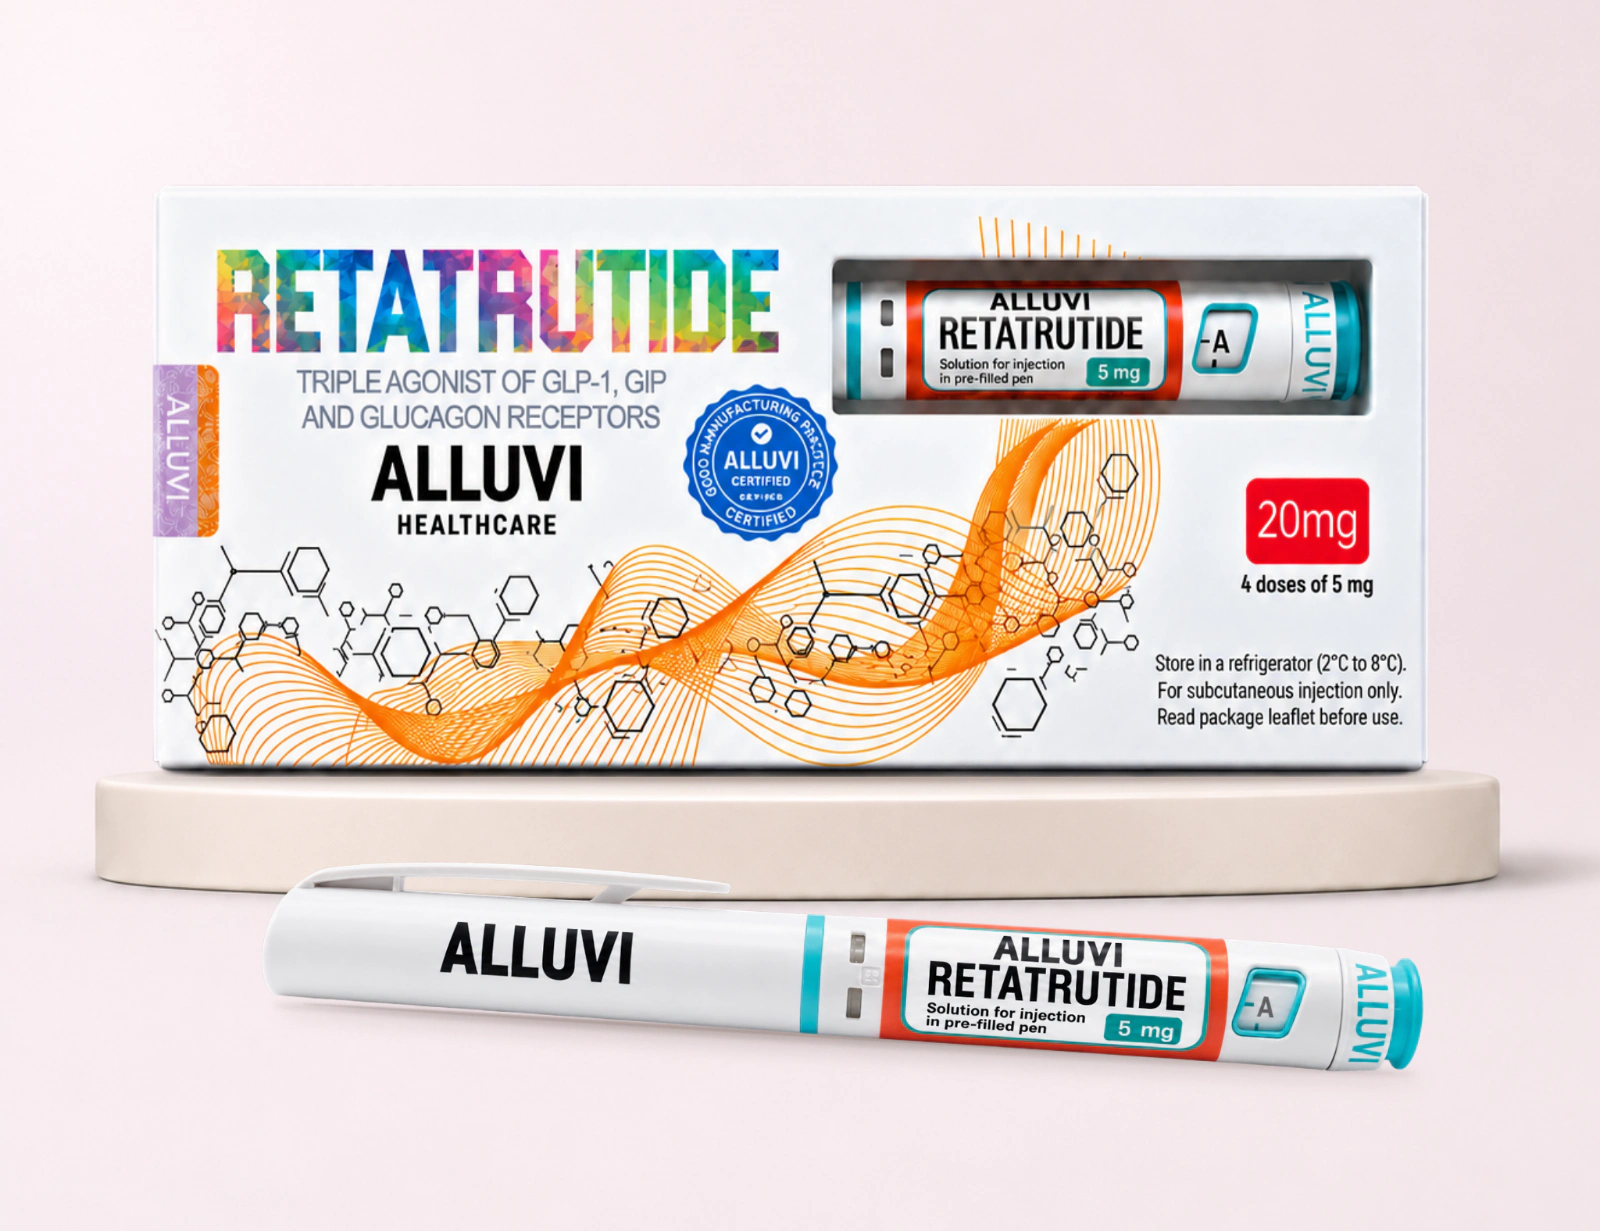 RETATRUTIDE
TRIPLE AGONIST OF GLP-1, GIP
AND GLUCAGON RECEPTORS
ALLUVI
HEALTHCARE
ALLUVI
GOOD MANUFACTURING PRACTICE
ALLUVI
CERTIFIED
CERTIFIED
ALLUVI
RETATRUTIDE
Solution for injection
in pre-filled pen
5 mg
A
ALLUVI
20mg
4 doses of 5 mg
Store in a refrigerator (2°C to 8°C).
For subcutaneous injection only.
Read package leaflet before use.
ALLUVI
ALLUVI
RETATRUTIDE
Solution for injection
in pre-filled pen
5 mg
A
ALLUVI